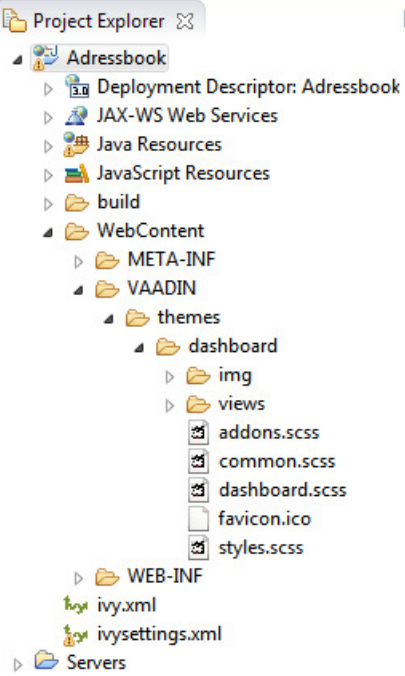 Project Explorer
Adressbook
3.0 Deployment Descriptor: Adressbook
JAX-WS Web Services
Java Resources
JavaScript Resources
build
WebContent
META-INF
VAADIN
themes
dashboard
img
views
addons.scss
common.scss
dashboard.scss
favicon.ico
styles.scss
WEB-INF
ivy.xml
ivysettings.xml
Servers